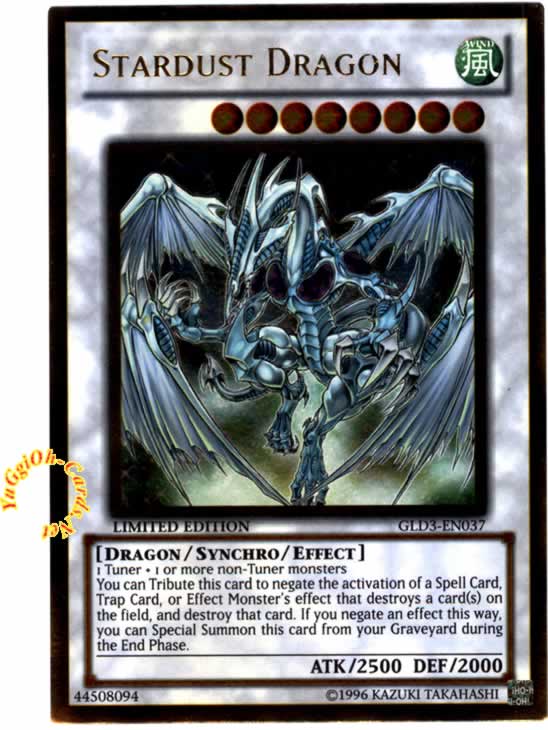 STARDUST DRAGON
WIND
風
LIMITED EDITION
GLD3-EN037
[DRAGON/SYNCHRO/EFFECT]
1 Tuner + 1 or more non-Tuner monsters
You can Tribute this card to negate the activation of a Spell Card,
Trap Card, or Effect Monster's effect that destroys a card(s) on
the field, and destroy that card. If you negate an effect this way,
you can Special Summon this card from your Graveyard during
the End Phase.
ATK/2500 DEF/2000
44508094
©1996 KAZUKI TAKAHASHI
YuGgiOh-Cards.Net